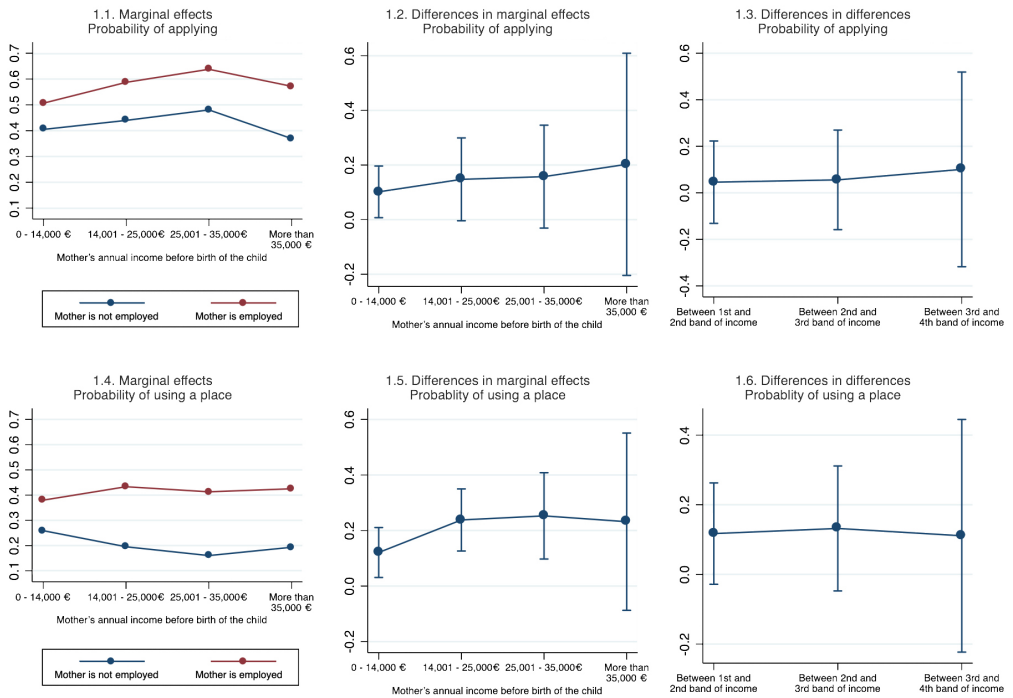 1.1. Marginal effects
Probability of applying
0.7
0.6
0.5
0.4
0.3
0.2
0.1
0 - 14,000 €
14,001 - 25,000€
25,001 - 35,000€
More than
35,000 €
Mother's annual income before birth of the child
Mother is not employed
Mother is employed
1.2. Differences in marginal effects
Probability of applying
0.6
0.4
0.2
0.0
-0.2
0 - 14,000 €
14,001 - 25,000€
25,001 - 35,000€
More than
35,000 €
Mother's annual income before birth of the child
1.3. Differences in differences
Probability of applying
0.6
0.4
0.2
0.0
-0.2
-0.4
Between 1st and
2nd band of income
Between 2nd and
3rd band of income
Between 3rd and
4th band of income
1.4. Marginal effects
Probability of using a place
0.7
0.6
0.5
0.4
0.3
0.2
0.1
0 - 14,000 €
14,001 - 25,000€
25,001 - 35,000€
More than
35,000 €
Mother's annual income before birth of the child
Mother is not employed
Mother is employed
1.5. Differences in marginal effects
Probablity of using a place
0.6
0.4
0.2
0.0
-0.2
0 - 14,000 €
14,001 - 25,000€
25,001 - 35,000€
More than
35,000 €
Mother's annual income before birth of the child
1.6. Differences in differences
Probablity of using a place
0.4
0.2
0.0
-0.2
Between 1st and
2nd band of income
Between 2nd and
3rd band of income
Between 3rd and
4th band of income